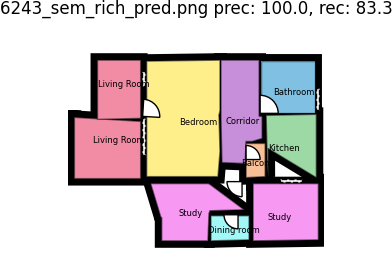 6243_sem_rich_pred.png prec: 100.0, rec: 83.3
Living Room
Bathroom
Bedroom
Corridor
Living Room
Kitchen
Balcon
Study
Study
Dining room